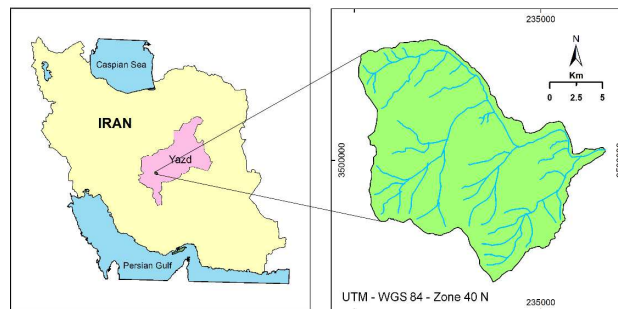 Caspian Sea
IRAN
Yazd
Persian Gulf
235000
N
Km
0 2.5 5
3500000
3500000
UTM - WGS 84 - Zone 40 N
235000